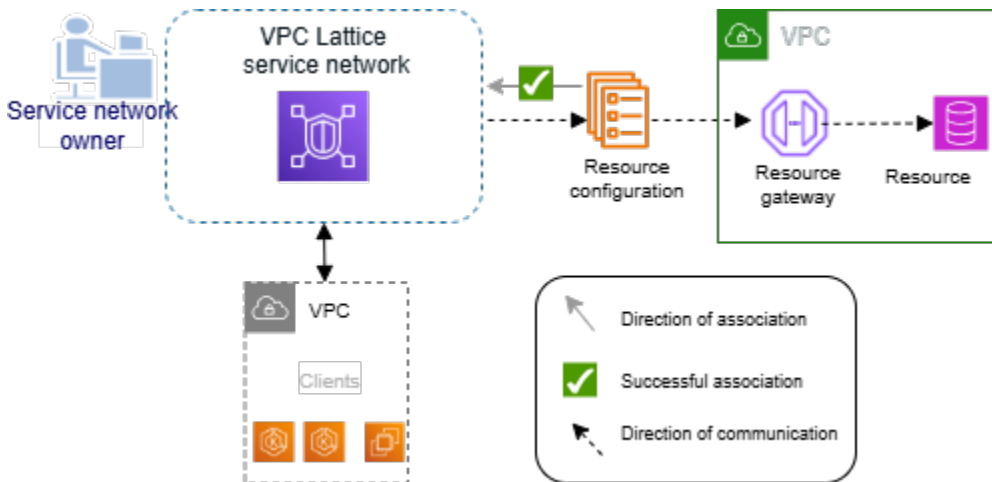 VPC Lattice
service network
Service network
owner
Resource
configuration
VPC
Resource
gateway
Resource
VPC
Clients
Direction of association
Successful association
Direction of communication